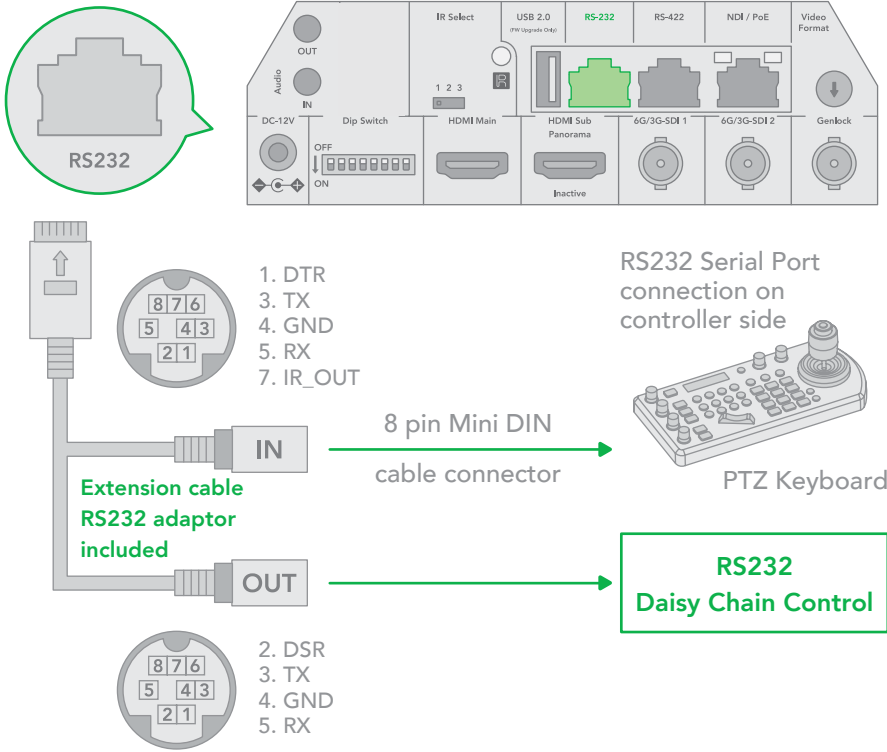 RS232
OUT
Audio
IN
IR Select
1 2 3
USB 2.0
(FW Upgrade Only)
RS-232
RS-422
NDI / PoE
Video
Format
IR
DC-12V
Dip Switch
OFF
ON
HDMI Main
HDMI Sub
Panorama
Inactive
6G/3G-SDI 1
6G/3G-SDI 2
Genlock
8 7 6
5 4 3
2 1
1. DTR
3. TX
4. GND
5. RX
7. IR_OUT
RS232 Serial Port
connection on
controller side
IN
8 pin Mini DIN
cable connector
PTZ Keyboard
Extension cable
RS232 adaptor
included
OUT
RS232
Daisy Chain Control
8 7 6
5 4 3
2 1
2. DSR
3. TX
4. GND
5. RX